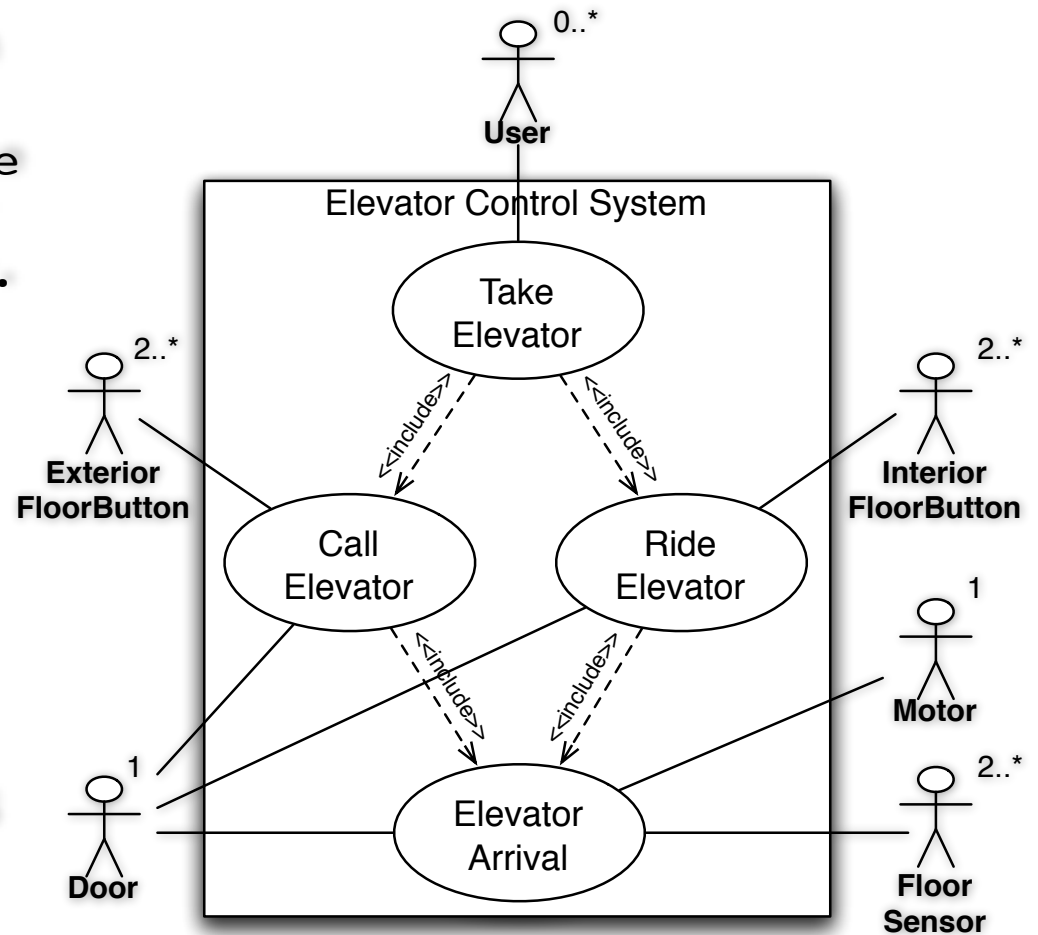 0..*
User
e
.
Elevator Control System
Take
Elevator
2..*
Exterior
FloorButton
2..*
Interior
FloorButton
<<include>>
<<include>>
Call
Elevator
Ride
Elevator
1
Motor
<<include>>
<<include>>
1
Door
Elevator
Arrival
2..*
Floor
Sensor